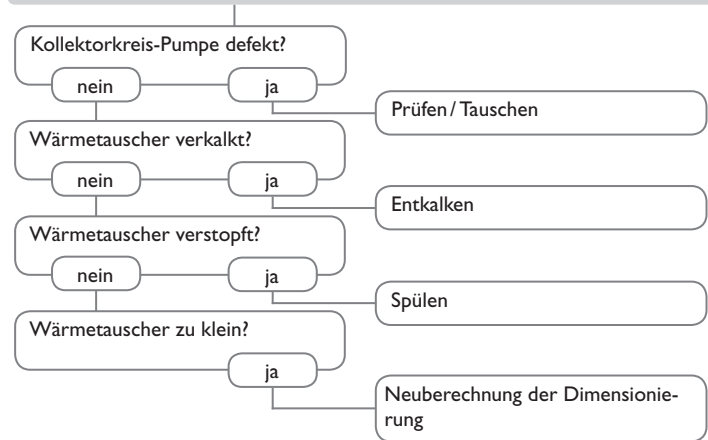 Kollektorkreis-Pumpe defekt?
nein
ja
Prüfen / Tauschen
Wärmetauscher verkalkt?
nein
ja
Entkalken
Wärmetauscher verstopft?
nein
ja
Spülen
Wärmetauscher zu klein?
ja
Neuberechnung der Dimensionie-
rung